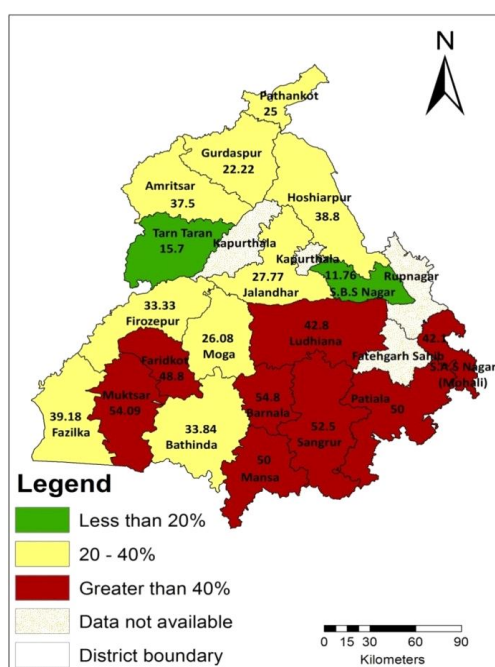 N
Pathankot
25
Gurdaspur
22.22
Amritsar
37.5
Hoshiarpur
38.8
Tarn Taran
15.7
Kapurthala
Kapurthala
11.76
S.B.S Nagar
Rupnagar
27.77
Jalandhar
33.33
Firozepur
26.08
Moga
42.8
Ludhiana
42.1
Fatehgarh Sahib
S.A.S Nagar
(Mohali)
Faridkot
48.8
Muktsar
54.09
39.18
Fazilka
33.84
Bathinda
54.8
Barnala
52.5
Sangrur
Patiala
50
50
Mansa
Legend
Less than 20%
20 - 40%
Greater than 40%
Data not available
District boundary
0 15 30 60 90
Kilometers